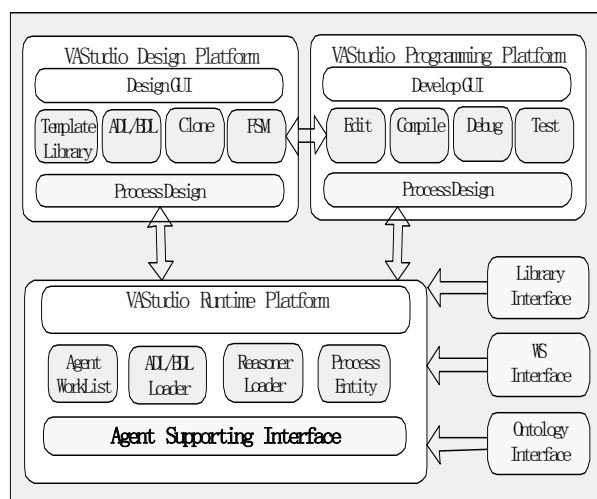 VAStudio Design Platform
DesignGUI
Template
Library
ADL/BDL
Clone
FSM
ProcessDesign
VAStudio Programming Platform
DevelopGUI
Edit
Compile
Debug
Test
ProcessDesign
VAStudio Runtime Platform
Agent
WorkList
ADL/BDL
Loader
Reasoner
Loader
Process
Entity
Agent Supporting Interface
Library
Interface
WS
Interface
Ontology
Interface